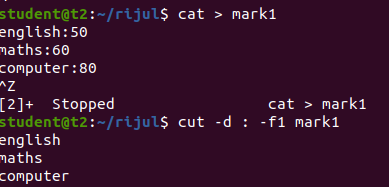 student@t2:~/rijul$ cat > mark1
english:50
maths:60
computer:80
^Z
[2]+  Stopped                 cat > mark1
student@t2:~/rijul$ cut -d : -f1 mark1
english
maths
computer